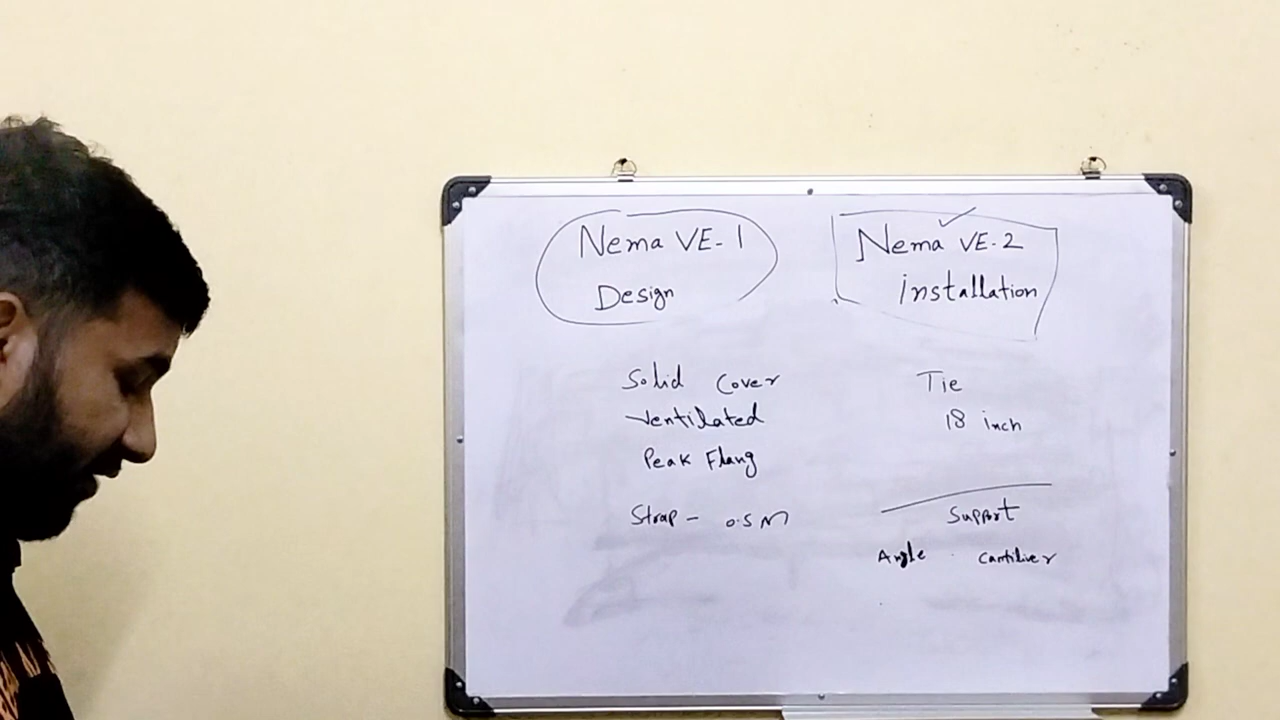 Nema VE-1
Design
Solid Cover
Ventilated
Peak Flang
Strap - 0.5 M
Nema VE-2
installation
Tie
18 inch
Support
Angle Cantiliver